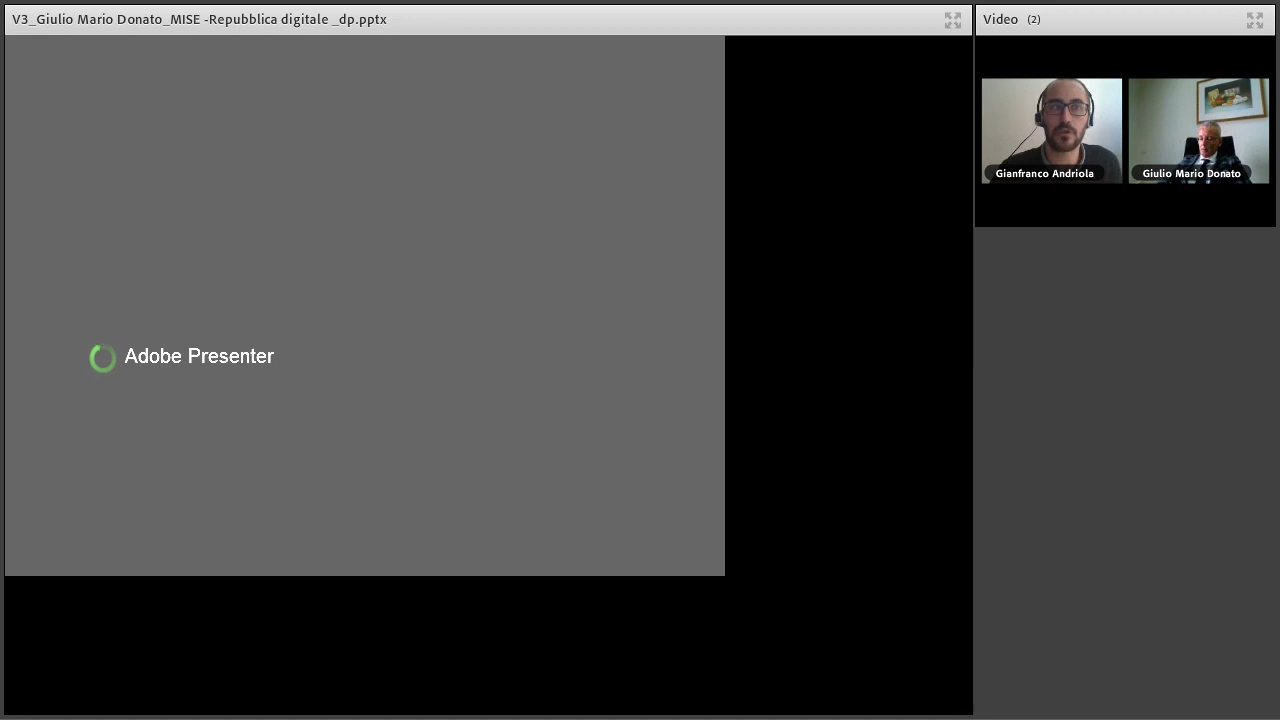 V3_Giulio Mario Donato_MISE -Repubblica digitale _dp.pptx
Video (2)
Gianfranco Andriola
Giulio Mario Donato
Adobe Presenter